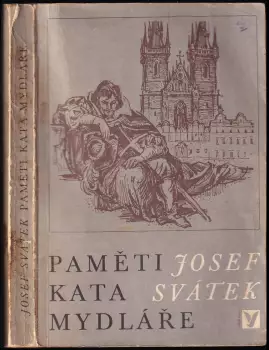 JOSEF SVÁTEK PAMĚTI KATA MYDLÁŘE
PAMĚTI JOSEF
KATA SVÁTEK
MYDLÁŘE